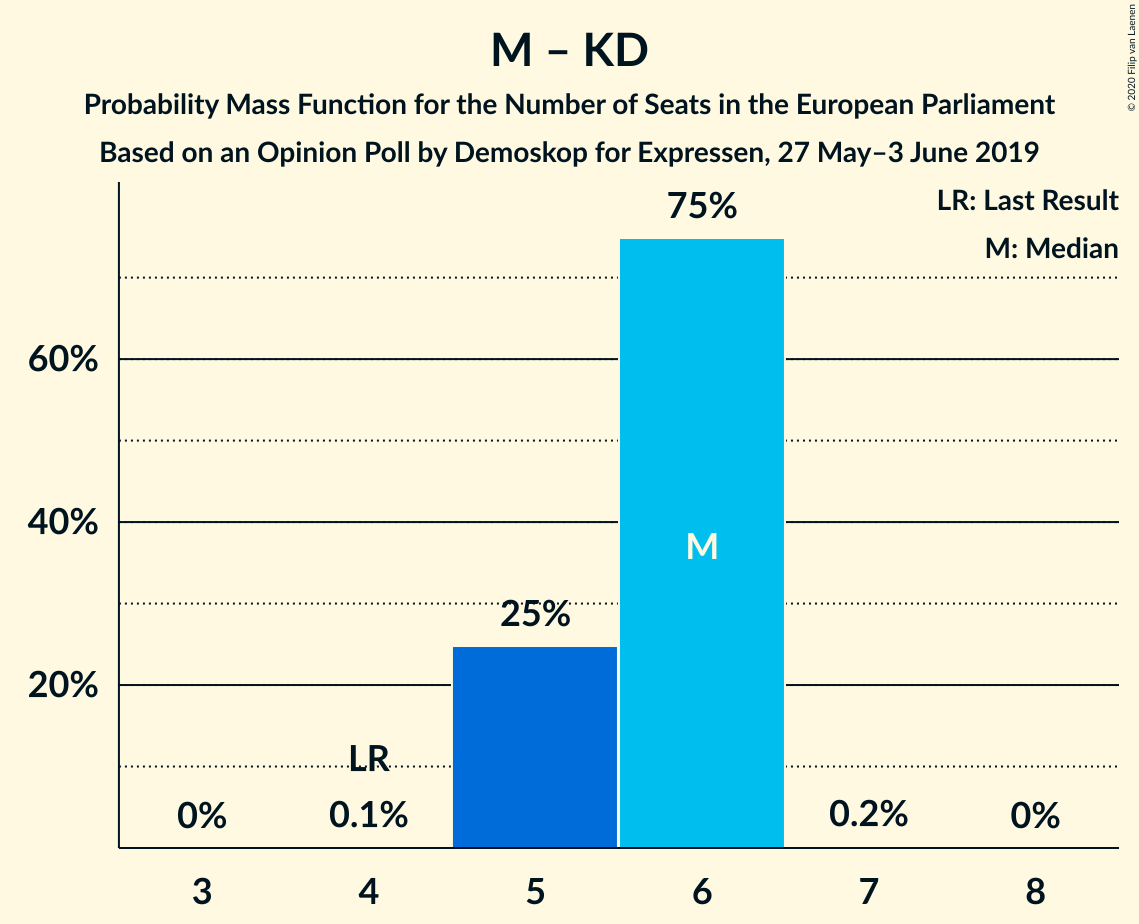 M – KD
Probability Mass Function for the Number of Seats in the European Parliament
Based on an Opinion Poll by Demoskop for Expressen, 27 May–3 June 2019
© 2020 Filip van Laenen
LR: Last Result
M: Median
75%
60%
40%
M
25%
20%
LR
0%
0.1%
0.2%
0%
3
4
5
6
7
8